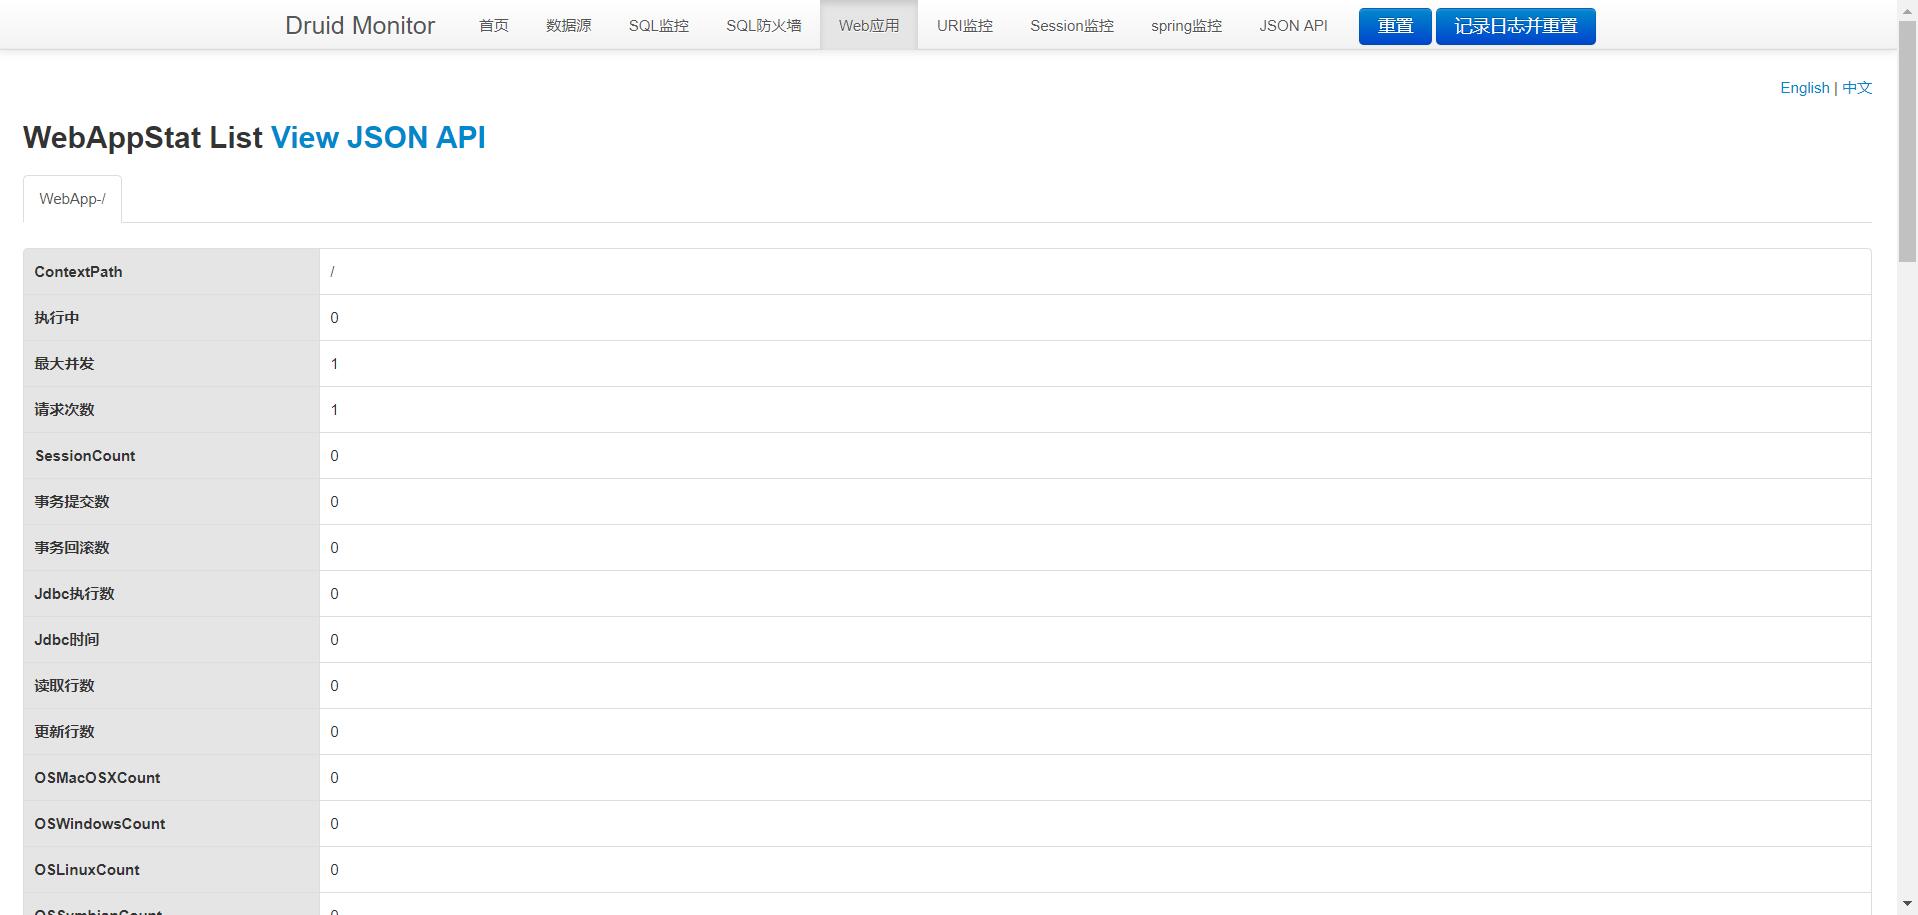 Druid Monitor 首页 数据源 SQL监控 SQL防火墙 Web应用 URI监控 Session监控 spring监控 JSON API 重置 记录日志并重置
English | 中文
WebAppStat List View JSON API
WebApp-/
ContextPath /
执行中 0
最大并发 1
请求次数 1
SessionCount 0
事务提交数 0
事务回滚数 0
Jdbc执行数 0
Jdbc时间 0
读取行数 0
更新行数 0
OSMacOSXCount 0
OSWindowsCount 0
OSLinuxCount 0
OSSymbianCount 0